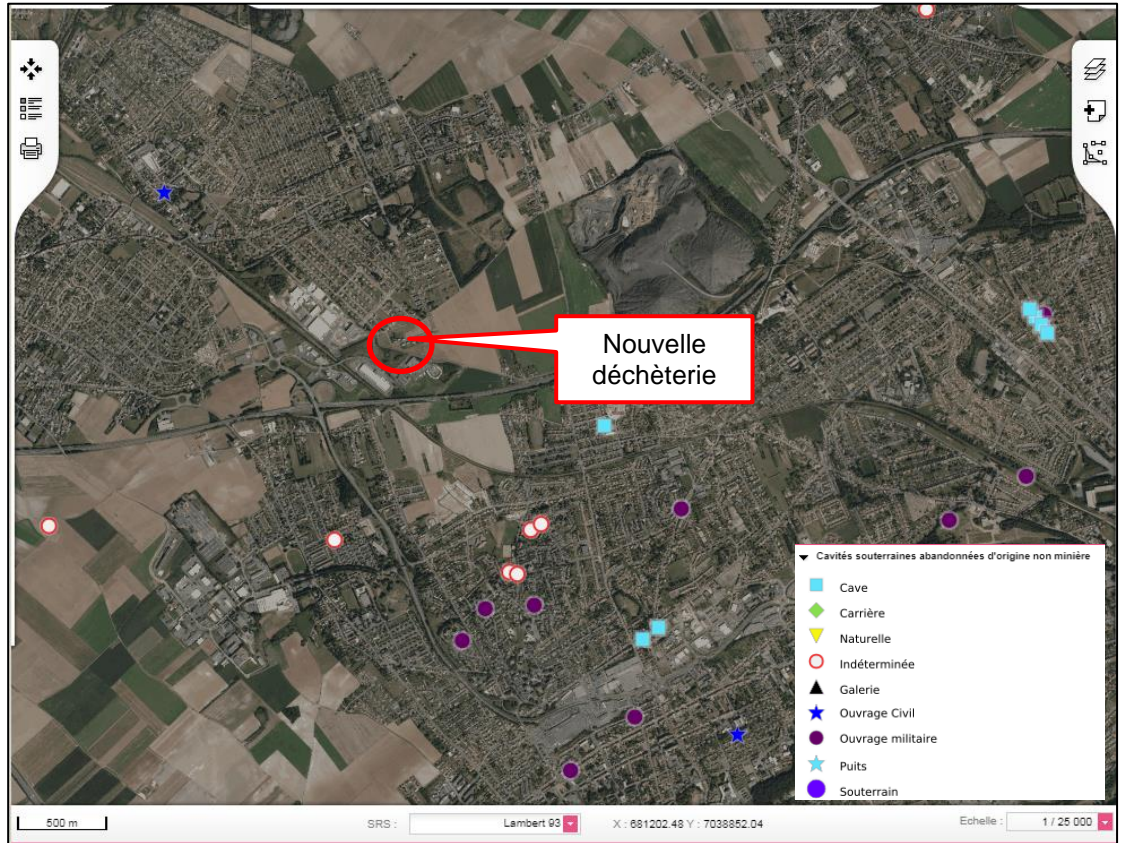 Nouvelle
déchèterie
Cavités souterraines abandonnées d'origine non minière
Cave
Carrière
Naturelle
Indéterminée
Galerie
Ouvrage Civil
Ouvrage militaire
Puits
Souterrain
500 m SRS : Lambert 93 X : 681202.48 Y : 7038852.04 Echelle : 1 / 25 000